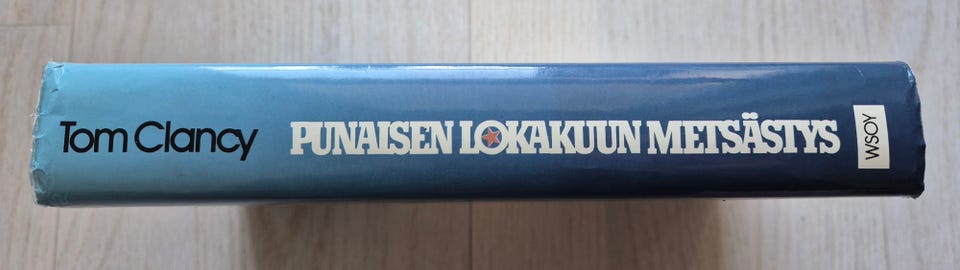 Tom Clancy
PUNAISEN LOKAKUUN METSÄSTYS
WSOY